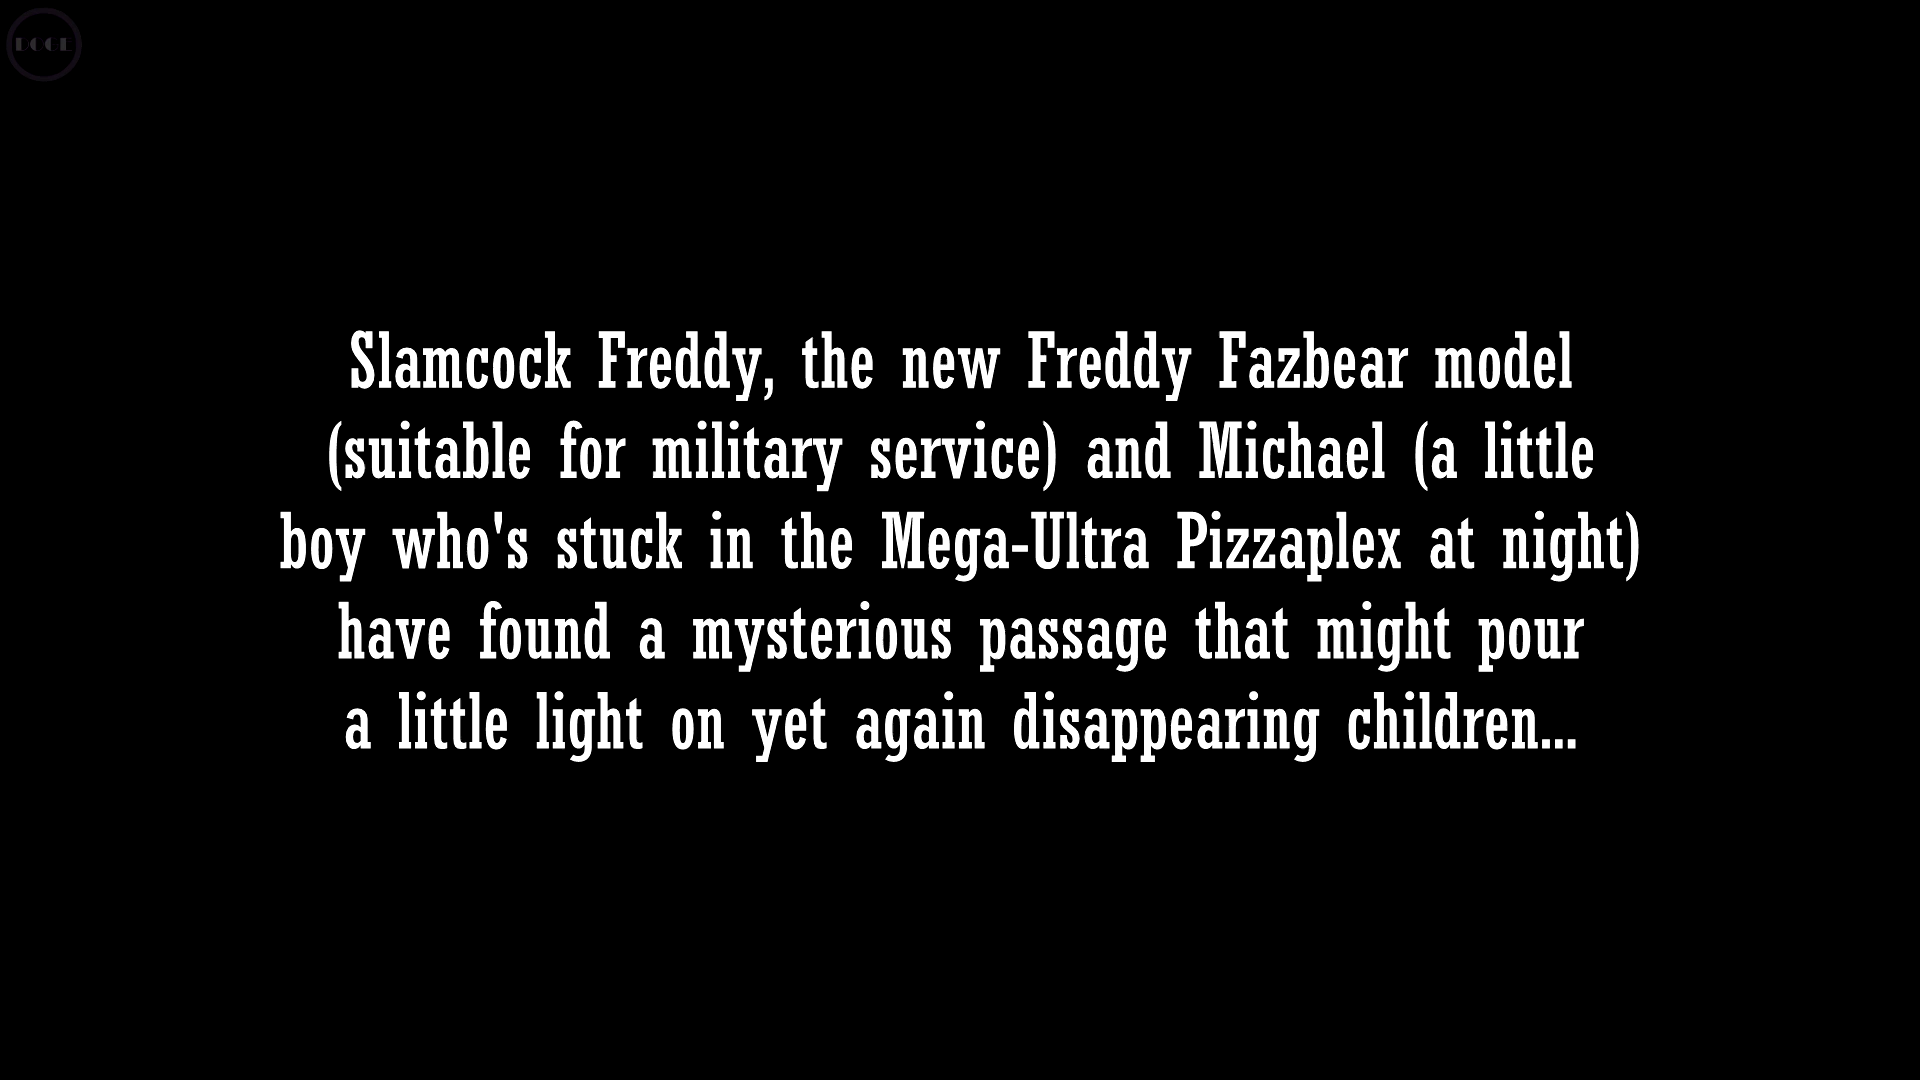 Slamcock Freddy, the new Freddy Fazbear model
(suitable for military service) and Michael (a little
boy who's stuck in the Mega-Ultra Pizzaplex at night)
have found a mysterious passage that might pour
a little light on yet again disappearing children...